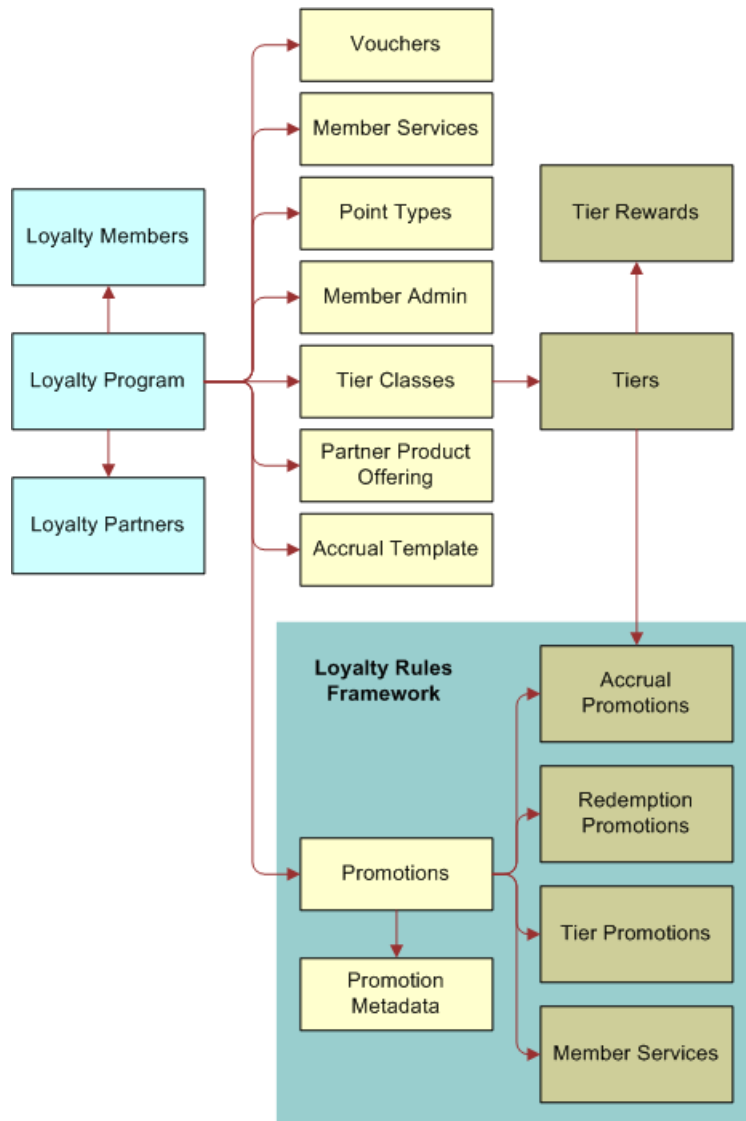 Vouchers
Member Services
Point Types
Member Admin
Tier Classes
Partner Product
Offering
Accrual Template
Loyalty Members
Loyalty Program
Loyalty Partners
Tier Rewards
Tiers
Loyalty Rules
Framework
Promotions
Promotion
Metadata
Accrual
Promotions
Redemption
Promotions
Tier Promotions
Member Services